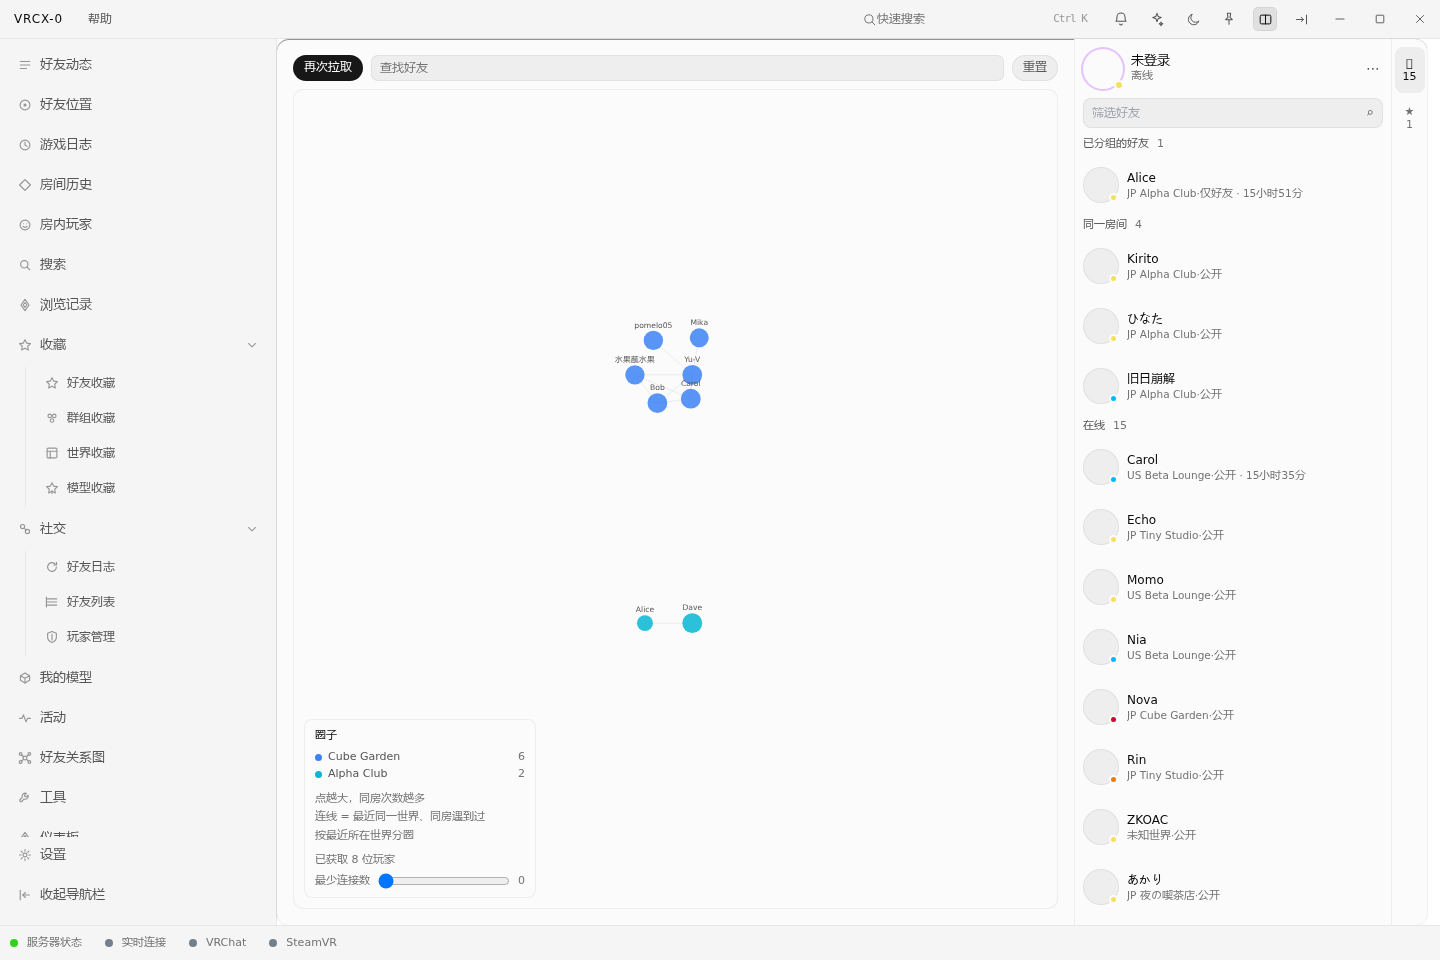 VRCX-0
帮助
快速搜索
Ctrl K
好友动态
好友位置
游戏日志
房间历史
房内玩家
搜索
浏览记录
收藏
好友收藏
群组收藏
世界收藏
模型收藏
社交
好友日志
好友列表
玩家管理
我的模型
活动
好友关系图
工具
仪表板
设置
收起导航栏
再次拉取
查找好友
重置
pomelo05
Mika
水果蘸水果
Yu-V
Bob
Carol
Alice
Dave
圈子
Cube Garden 6
Alpha Club 2
点越大，同房次数越多
连线 = 最近同一世界、同房遇到过
按最近所在世界分圈
已获取 8 位玩家
最少连接数 0
未登录
离线
筛选好友
已分组的好友 1
Alice
JP Alpha Club·仅好友 · 15小时51分
同一房间 4
Kirito
JP Alpha Club·公开
ひなた
JP Alpha Club·公开
旧日崩解
JP Alpha Club·公开
在线 15
Carol
US Beta Lounge·公开 · 15小时35分
Echo
JP Tiny Studio·公开
Momo
US Beta Lounge·公开
Nia
US Beta Lounge·公开
Nova
JP Cube Garden·公开
Rin
JP Tiny Studio·公开
ZKOAC
未知世界·公开
あかり
JP 夜の喫茶店·公开
15
1
服务器状态
实时连接
VRChat
SteamVR